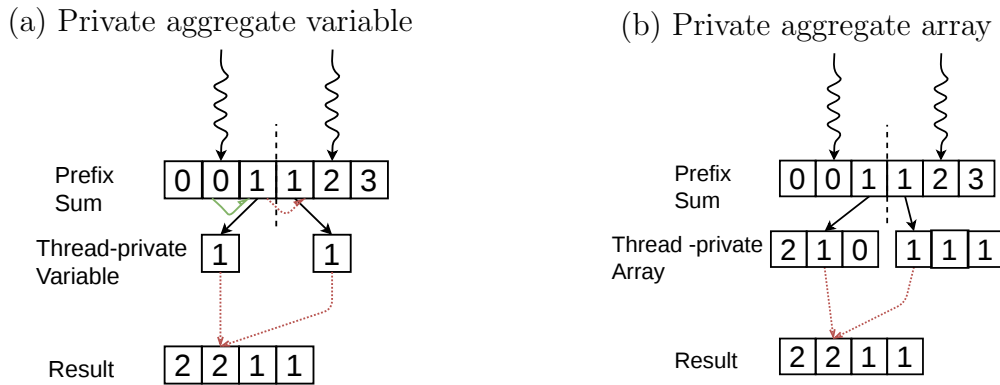 (a) Private aggregate variable
Prefix
Sum
0 0 1 1 2 3
Thread-private
Variable
1 1
Result
2 2 1 1
(b) Private aggregate array
Prefix
Sum
0 0 1 1 2 3
Thread -private
Array
2 1 0 1 1 1
Result
2 2 1 1